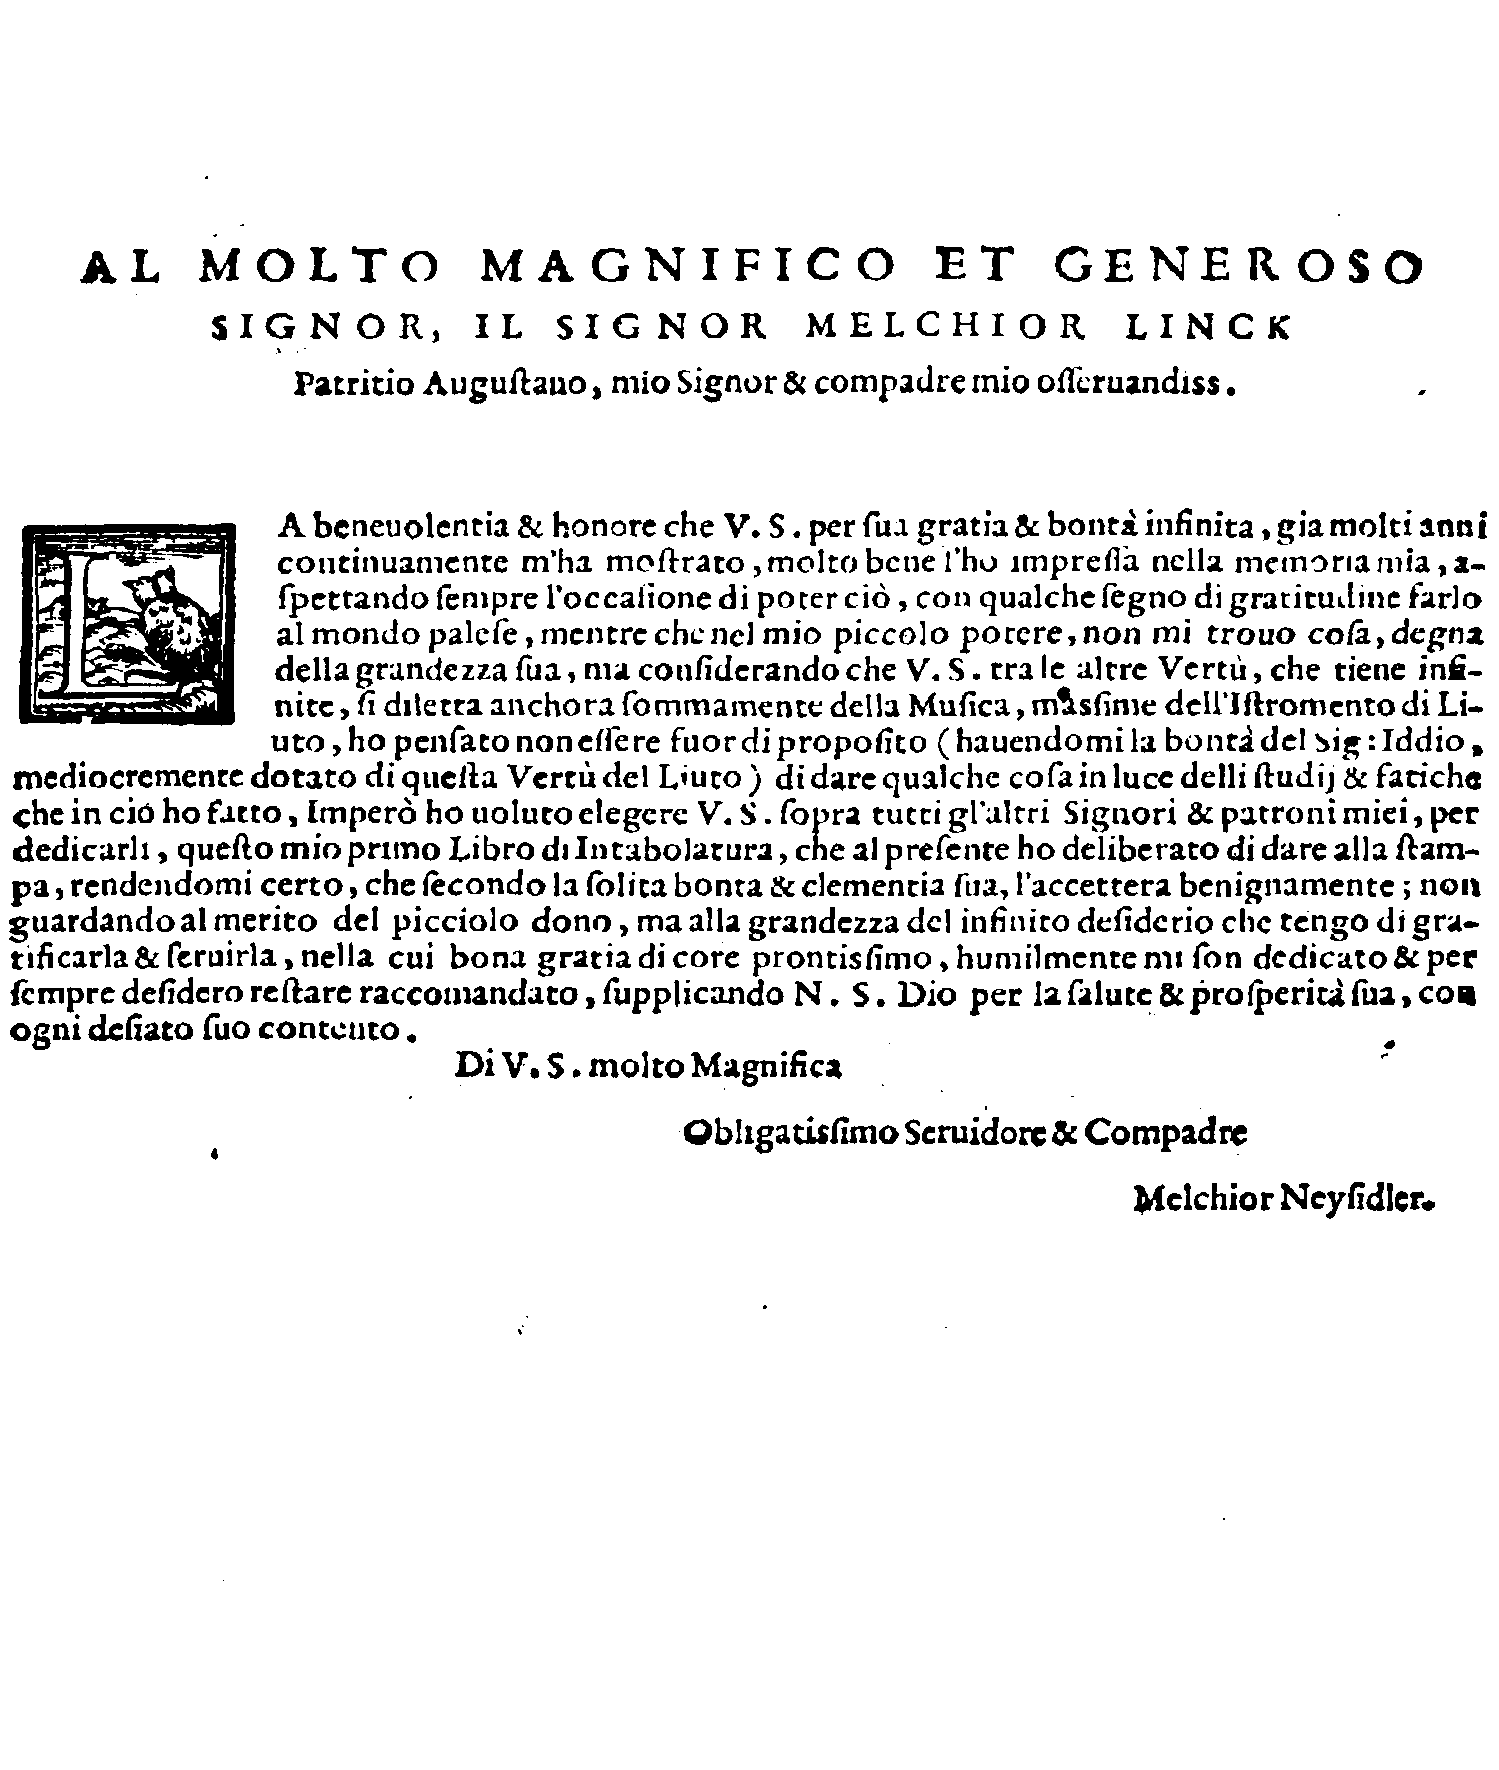 AL MOLTO MAGNIFICO ET GENEROSO
SIGNOR, IL SIGNOR MELCHIOR LINCK
Patritio Auguſtauo, mio Signor & compadre mio oſſeruandiss.
LA beneuolentia & honore che V. S. per ſua gratia & bontà infinita, gia molti anni
continuamente m'ha moſtrato, molto bene l'ho impreſſa nella memoria mia, a-
ſpettando ſempre l'occaſione di poter ciò, con qualche ſegno di gratitudine farlo
al mondo paleſe, mentre che nel mio piccolo potere, non mi trouo coſa, degna
della grandezza ſua, ma conſiderando che V. S. tra le altre Vertù, che tiene infi-
nite, ſi diletta anchora ſommamente della Muſica, masſime dell'Iſtromento di Li-
uto, ho penſato non eſſere fuor di propoſito (hauendomi la bontà del Sig: Iddio,
mediocremente dotato di queſta Vertù del Liuto) di dare qualche coſa in luce delli ſtudij & fatiche
che in ciò ho fatto, Imperò ho uoluto elegere V. S. ſopra tutti gl'altri Signori & patroni miei, per
dedicarli, queſto mio primo Libro di Intabolatura, che al preſente ho deliberato di dare alla ſtam-
pa, rendendomi certo, che ſecondo la ſolita bonta & clementia ſua, l'accettera benignamente; non
guardando al merito del picciolo dono, ma alla grandezza del infinito deſiderio che tengo di gra-
tificarla & ſeruirla, nella cui bona gratia di core prontisſimo, humilmente mi ſon dedicato & per
ſempre deſidero reſtare raccomandato, ſupplicando N. S. Dio per la ſalute & proſperità ſua, con
ogni deſiato ſuo contento.
Di V. S. molto Magnifica
Obligatisſimo Seruidore & Compadre
Melchior Neyſidler.